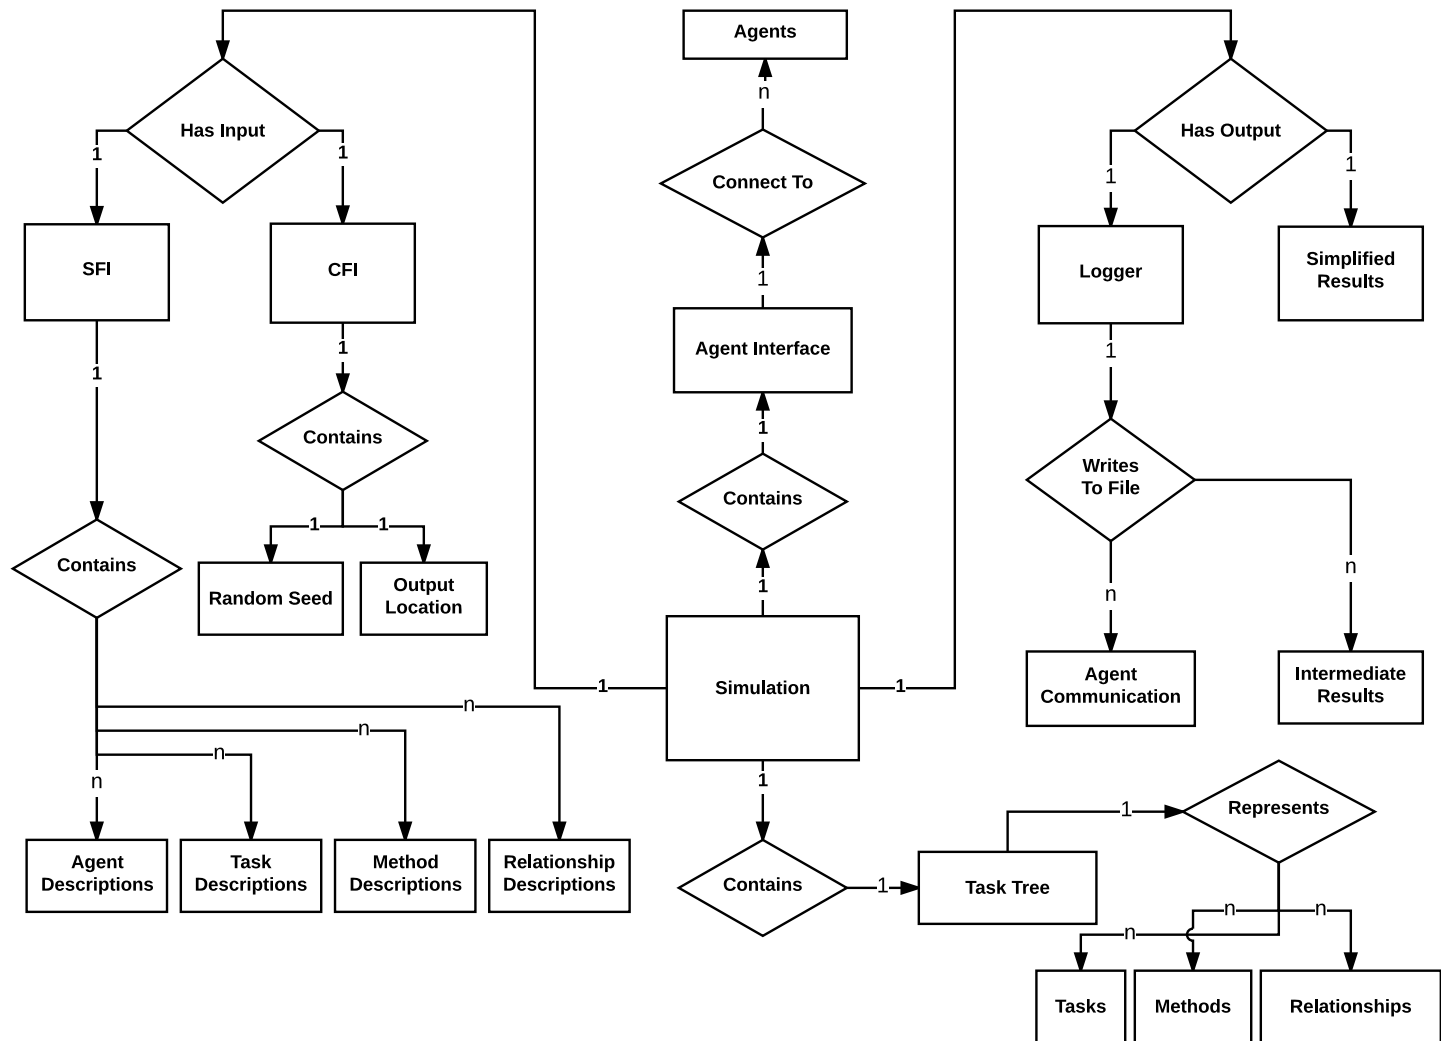 Agents
n
Has Input
Connect To
Has Output
1
1
1
1
1
SFI
CFI
Logger
Simplified
Results
Agent Interface
1
1
1
1
1
Contains
Contains
Writes
To File
1
1
Contains
Random Seed
Output
Location
1
n
n
Simulation
1
1
Agent
Communication
Intermediate
Results
n
n
n
n
1
Represents
1
Agent
Descriptions
Task
Descriptions
Method
Descriptions
Relationship
Descriptions
Contains
1
Task Tree
n
n
n
Tasks
Methods
Relationships